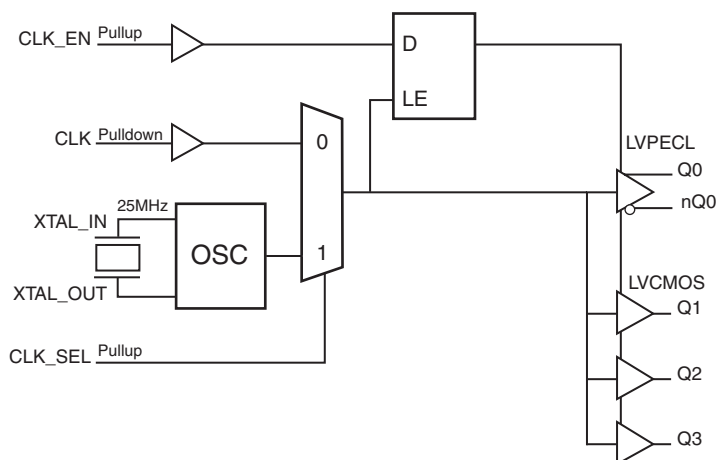 CLK_EN Pullup
D
LE
CLK Pulldown
0
LVPECL
Q0
nQ0
25MHz
XTAL_IN
OSC
1
XTAL_OUT
LVCMOS
Q1
CLK_SEL Pullup
Q2
Q3